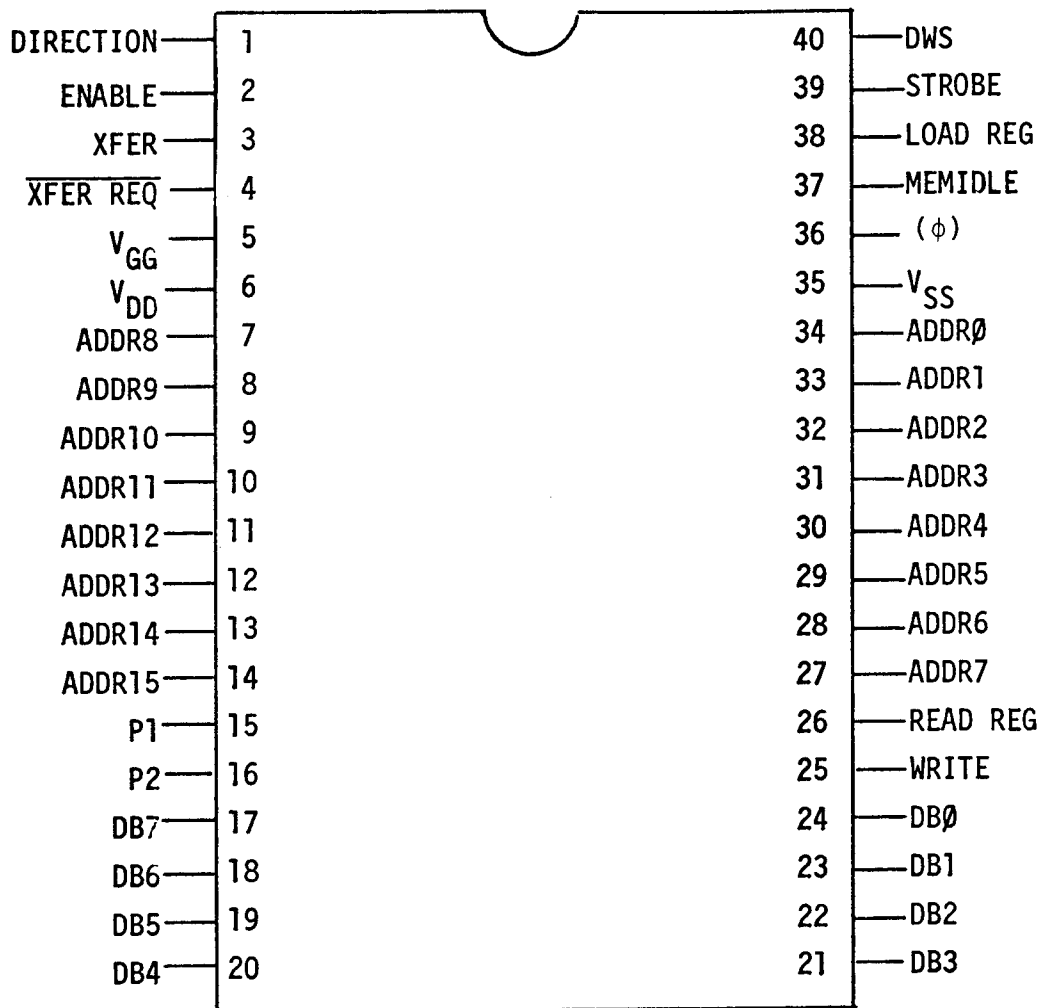 DIRECTION 1 40 DWS
ENABLE 2 39 STROBE
XFER 3 38 LOAD REG
XFER REQ 4 37 MEMIDLE
VGG 5 36 (ϕ)
VDD 6 35 VSS
ADDR8 7 34 ADDRØ
ADDR9 8 33 ADDR1
ADDR10 9 32 ADDR2
ADDR11 10 31 ADDR3
ADDR12 11 30 ADDR4
ADDR13 12 29 ADDR5
ADDR14 13 28 ADDR6
ADDR15 14 27 ADDR7
P1 15 26 READ REG
P2 16 25 WRITE
DB7 17 24 DBØ
DB6 18 23 DB1
DB5 19 22 DB2
DB4 20 21 DB3